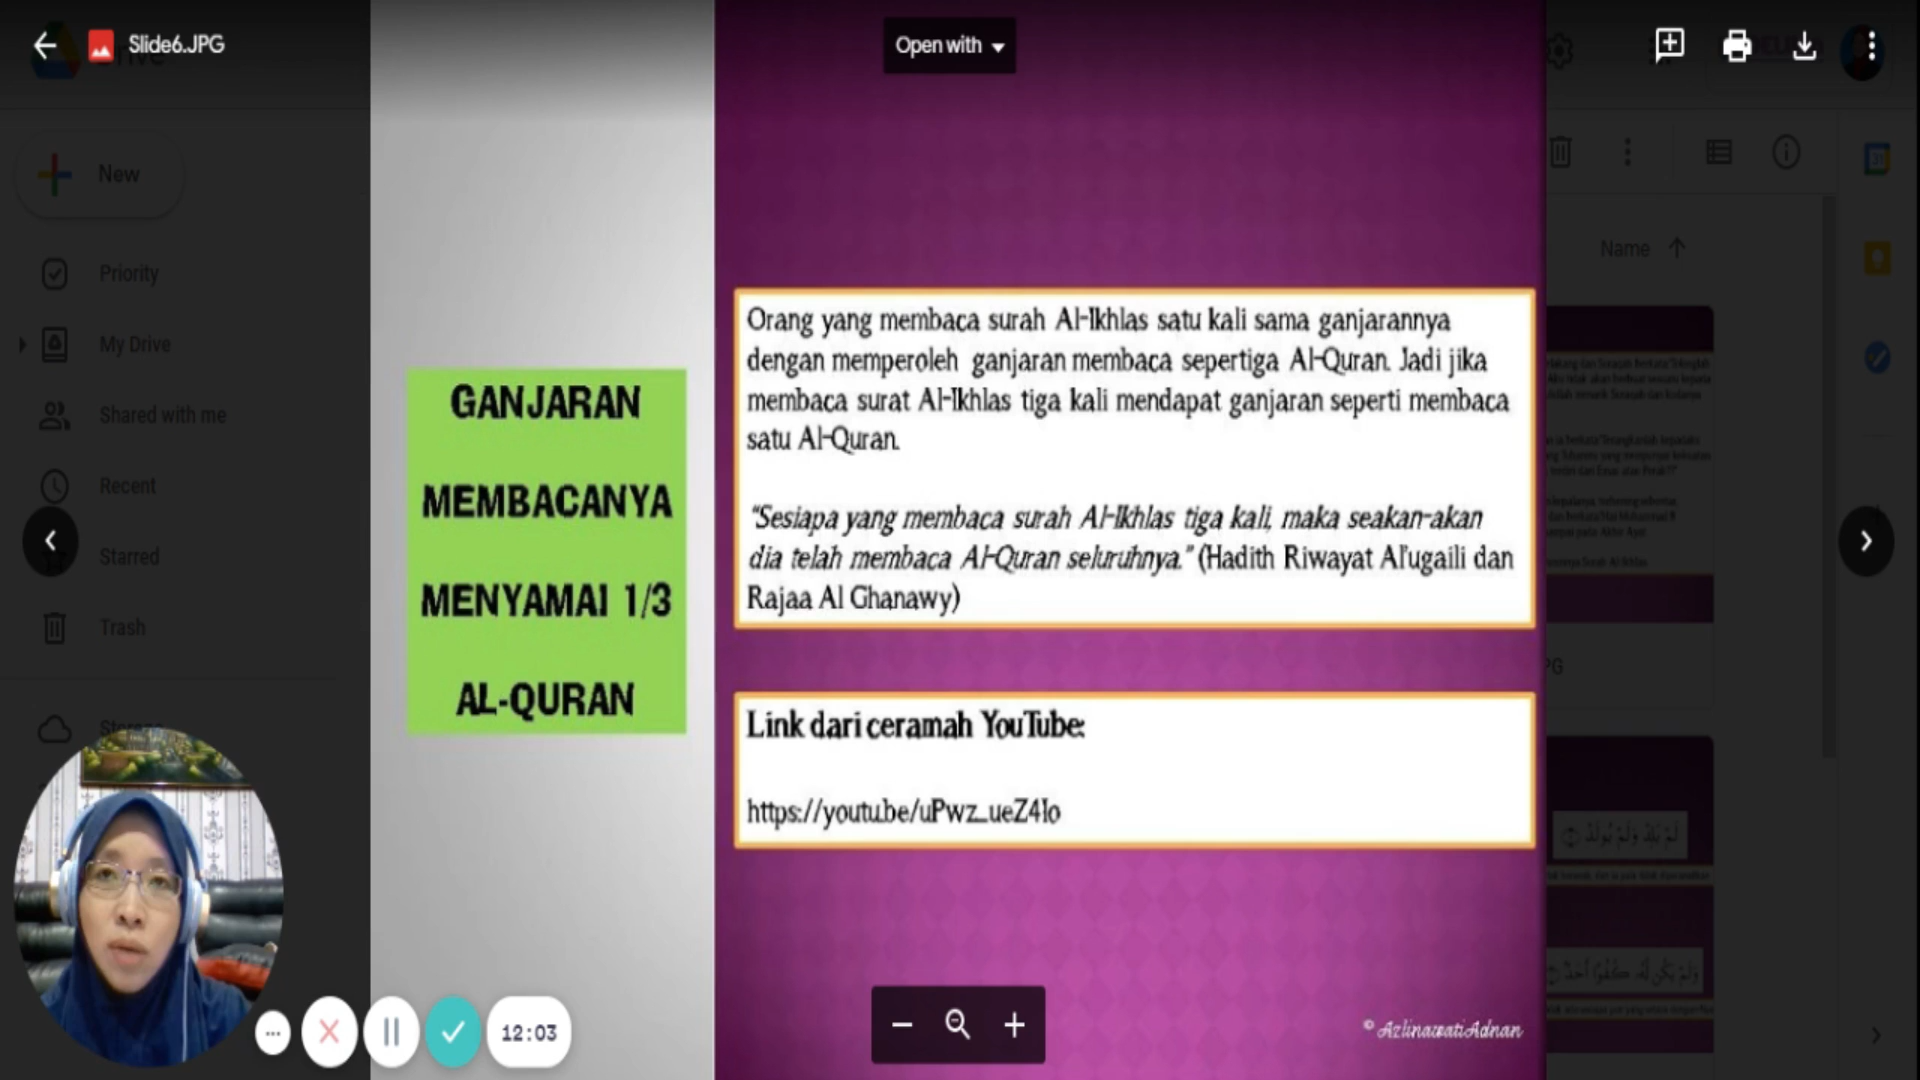 Slide6.JPG
Open with
New
Priority
My Drive
Shared with me
Recent
Starred
Trash
Name
GANJARAN
MEMBACANYA
MENYAMAI 1/3
AL-QURAN
Orang yang membaca surah Al-Ikhlas satu kali sama ganjarannya
dengan memperoleh ganjaran membaca sepertiga Al-Quran. Jadi jika
membaca surat Al-Ikhlas tiga kali mendapat ganjaran seperti membaca
satu Al-Quran.
"Sesiapa yang membaca surah Al-Ikhlas tiga kali, maka seakan-akan
dia telah membaca Al-Quran seluruhnya." (Hadith Riwayat Al'ugaili dan
Rajaa Al Ghanawy)
Link dari ceramah YouTube:
https://youtu.be/uPwz_ueZ4Io
© AzlinawatiAdnan
12:03